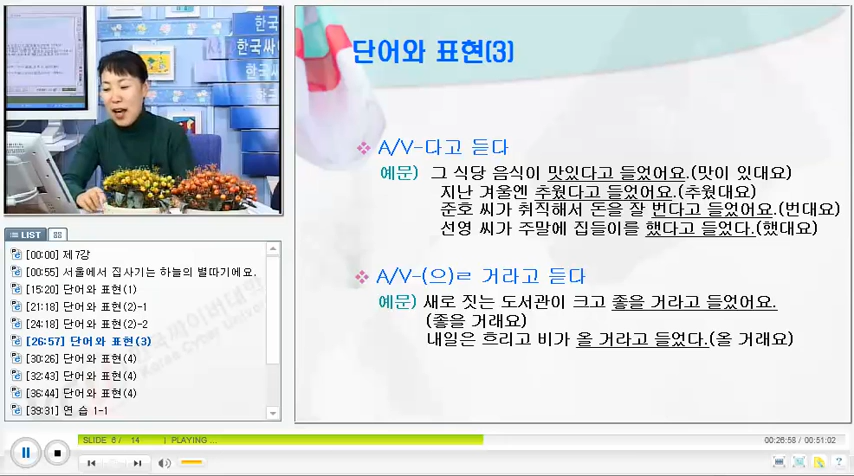 한국
한국싸이
한국
단어와 표현(3)
A/V-다고 듣다
예문) 그 식당 음식이 맛있다고 들었어요.(맛이 있대요)
지난 겨울엔 추웠다고 들었어요.(추웠대요)
준호 씨가 취직해서 돈을 잘 번다고 들었어요.(번대요)
선영 씨가 주말에 집들이를 했다고 들었다.(했대요)
A/V-(으)ㄹ 거라고 듣다
예문) 새로 짓는 도서관이 크고 좋을 거라고 들었어요.
(좋을 거래요)
내일은 흐리고 비가 올 거라고 들었다.(올 거래요)
LIST
[00:00] 제7강
[00:55] 서울에서 집사기는 하늘의 별따기에요.
[15:20] 단어와 표현(1)
[21:18] 단어와 표현(2)-1
[24:18] 단어와 표현(2)-2
[26:57] 단어와 표현(3)
[30:26] 단어와 표현(4)
[32:43] 단어와 표현(4)
[36:44] 단어와 표현(4)
[39:31] 연 습 1-1
SLIDE 6 / 14 | PLAYING ...
00:26:58 / 00:51:02